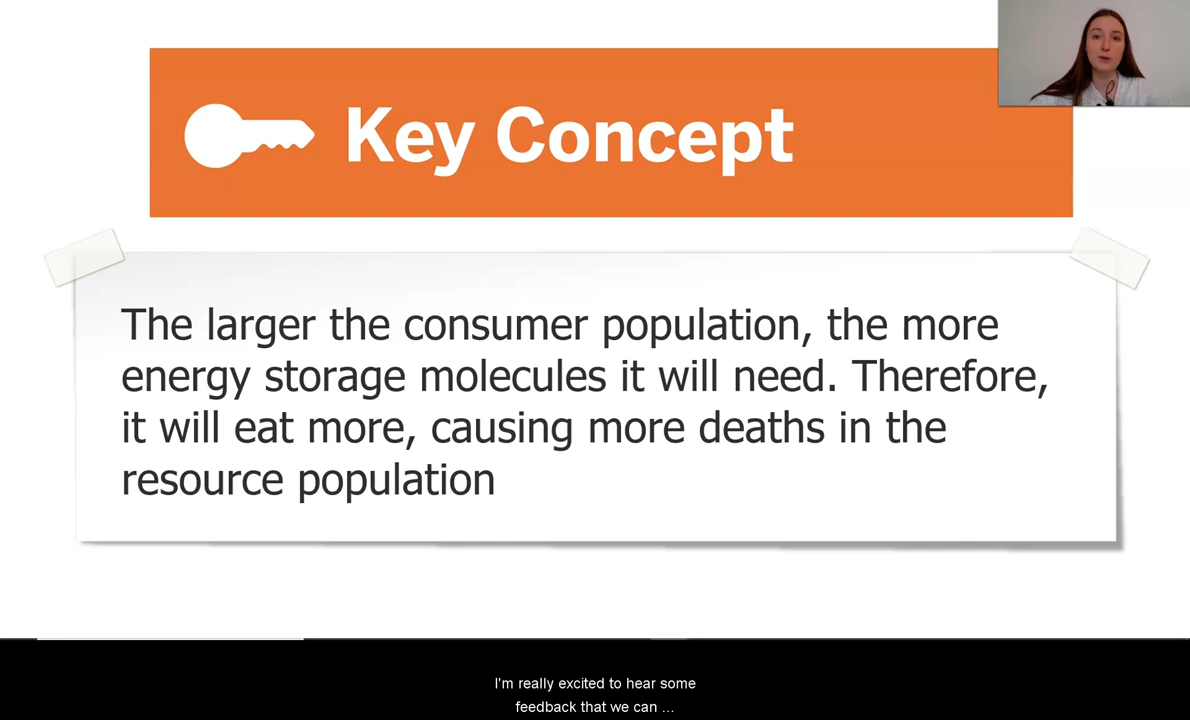 Key Concept
The larger the consumer population, the more
energy storage molecules it will need. Therefore,
it will eat more, causing more deaths in the
resource population
I'm really excited to hear some
feedback that we can ...